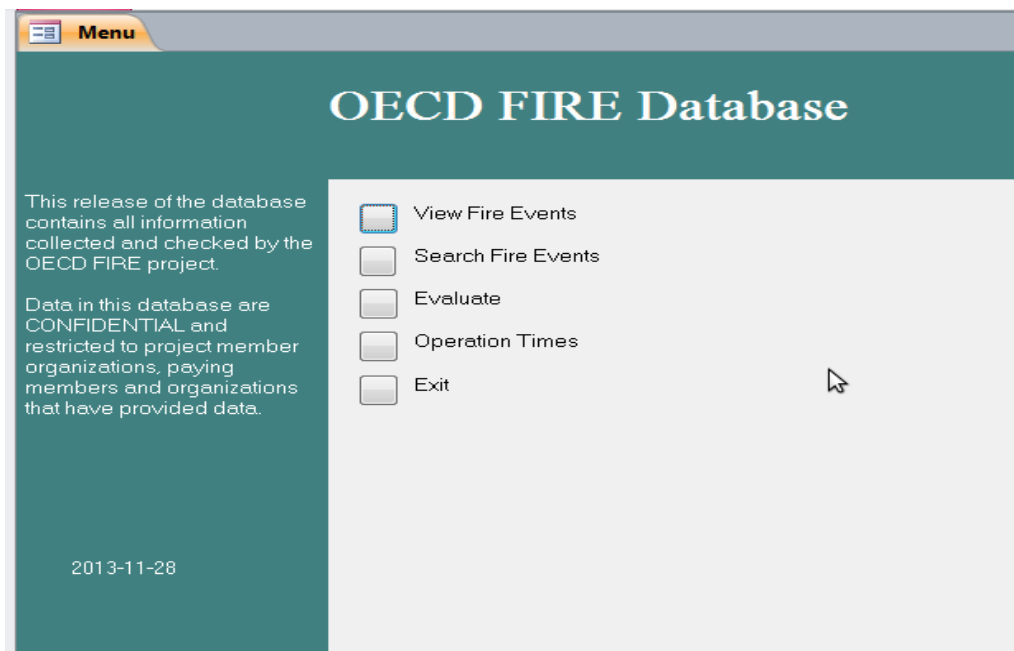 Menu
OECD FIRE Database
This release of the database
contains all information
collected and checked by the
OECD FIRE project.
Data in this database are
CONFIDENTIAL and
restricted to project member
organizations, paying
members and organizations
that have provided data.
2013-11-28
View Fire Events
Search Fire Events
Evaluate
Operation Times
Exit